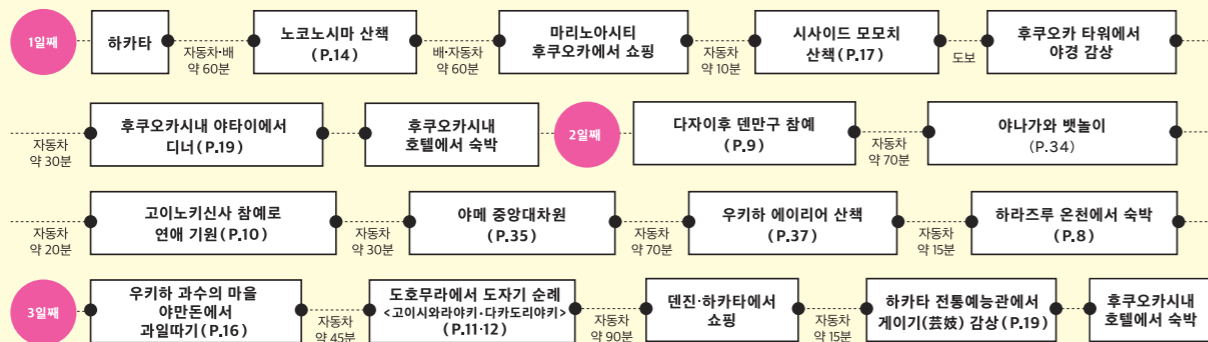 1일째
하카타
자동차·배
약 60분
노코노시마 산책
(P.14)
배·자동차
약 60분
마리노아시티
후쿠오카에서 쇼핑
자동차
약 10분
시사이드 모모치
산책(P.17)
도보
후쿠오카 타워에서
야경 감상
자동차
약 30분
후쿠오카시내 야타이에서
디너(P.19)
후쿠오카시내
호텔에서 숙박
2일째
다자이후 덴만구 참예
(P.9)
자동차
약 70분
야나가와 뱃놀이
(P.34)
자동차
약 20분
고이노키신사 참예로
연애 기원(P.10)
자동차
약 30분
야메 중앙대차원
(P.35)
자동차
약 70분
우키하 에이리어 산책
(P.37)
자동차
약 15분
하라즈루 온천에서 숙박
(P.8)
3일째
우키하 과수의 마을
야만돈에서
과일따기(P.16)
자동차
약 45분
도호무라에서 도자기 순례
<고이시와라야키·다카도리야키>
(P.11·12)
자동차
약 90분
덴진·하카타에서
쇼핑
자동차
약 15분
하카타 전통예능관에서
게이기(芸妓) 감상(P.19)
후쿠오카시내
호텔에서 숙박